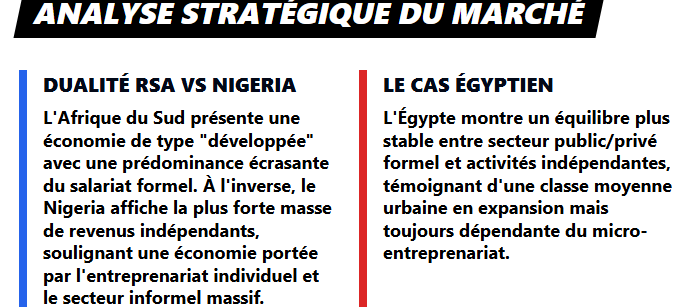 ANALYSE STRATÉGIQUE DU MARCHÉ
DUALITÉ RSA VS NIGERIA
L'Afrique du Sud présente une
économie de type "développée"
avec une prédominance écrasante
du salariat formel. À l'inverse, le
Nigeria affiche la plus forte masse
de revenus indépendants,
soulignant une économie portée
par l'entreprenariat individuel et
le secteur informel massif.
LE CAS ÉGYPTIEN
L'Égypte montre un équilibre plus
stable entre secteur public/privé
formel et activités indépendantes,
témoignant d'une classe moyenne
urbaine en expansion mais
toujours dépendante du micro-
entreprenariat.